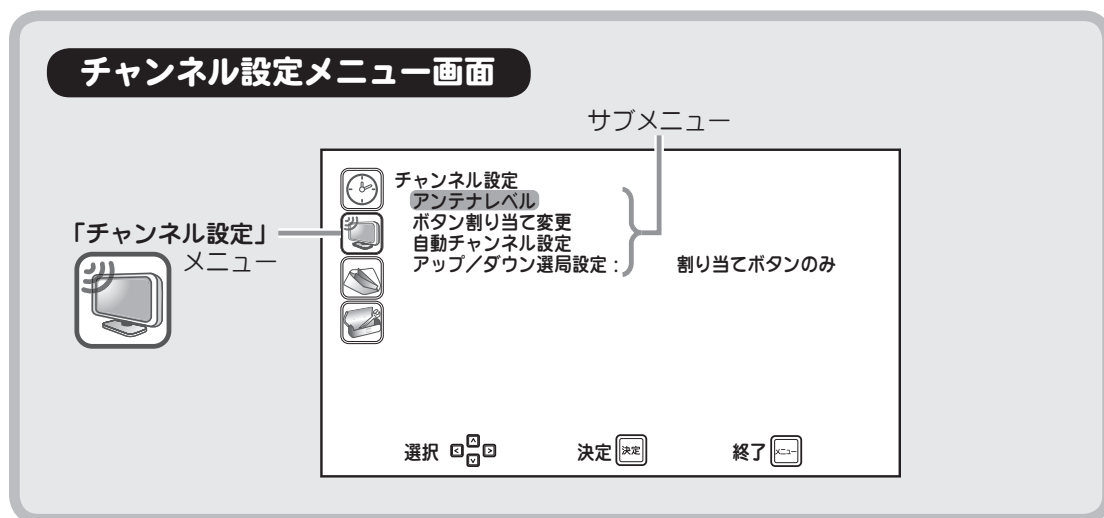 チャンネル設定メニュー画面
サブメニュー
「チャンネル設定」
メニュー
チャンネル設定
アンテナレベル
ボタン割り当て変更
自動チャンネル設定
アップ/ダウン選局設定: 割り当てボタンのみ
選択 決定 決定 終了 メニュー